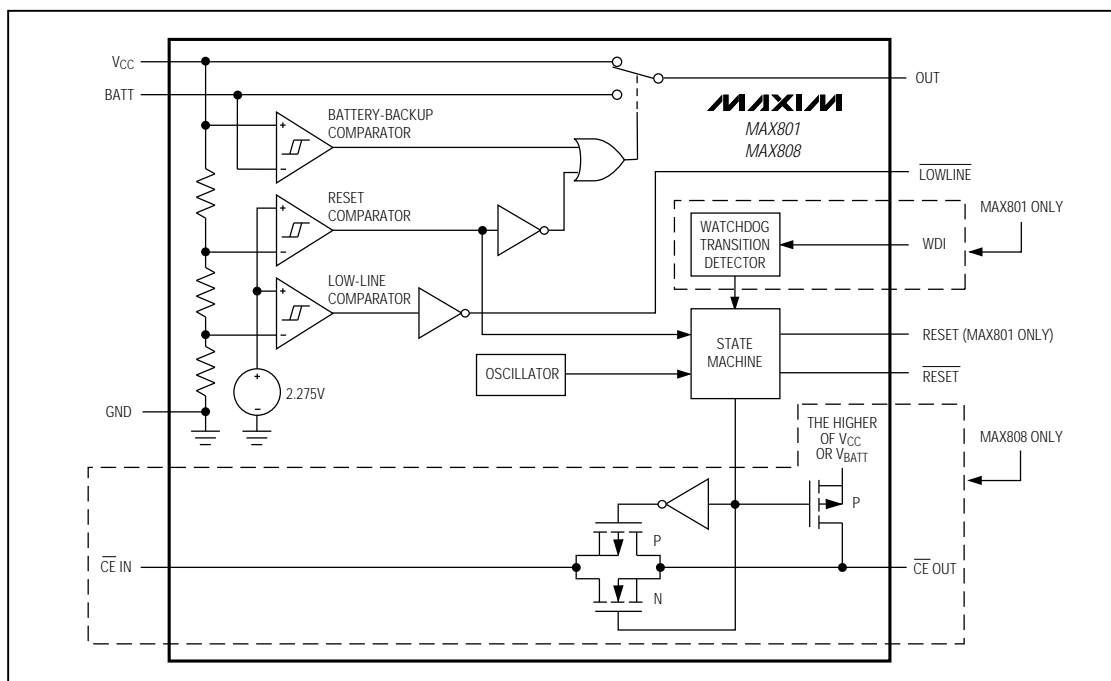 VCC
OUT
BATT
BATTERY-BACKUP
COMPARATOR
+
−
MAXIM
MAX801
MAX808
LOWLINE
RESET
COMPARATOR
+
−
WATCHDOG
TRANSITION
DETECTOR
WDI
MAX801 ONLY
LOW-LINE
COMPARATOR
+
−
STATE
MACHINE
RESET (MAX801 ONLY)
OSCILLATOR
RESET
+
−
2.275V
GND
THE HIGHER
OF VCC
OR VBATT
MAX808 ONLY
P
P
CE IN
CE OUT
N